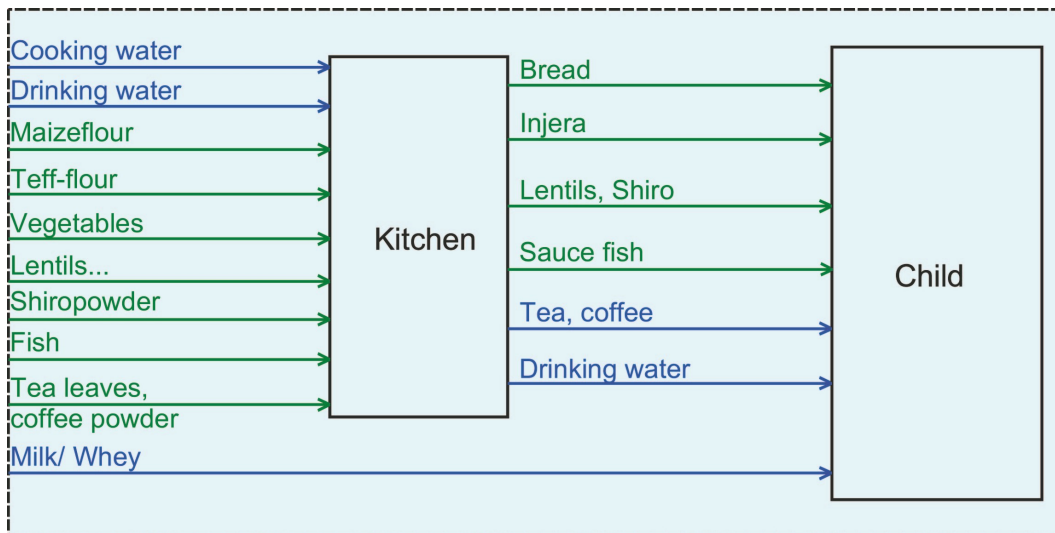 Cooking water
Drinking water
Maizeflour
Teff-flour
Vegetables
Lentils...
Shiropowder
Fish
Tea leaves,
coffee powder
Milk/ Whey
Kitchen
Bread
Injera
Lentils, Shiro
Sauce fish
Tea, coffee
Drinking water
Child